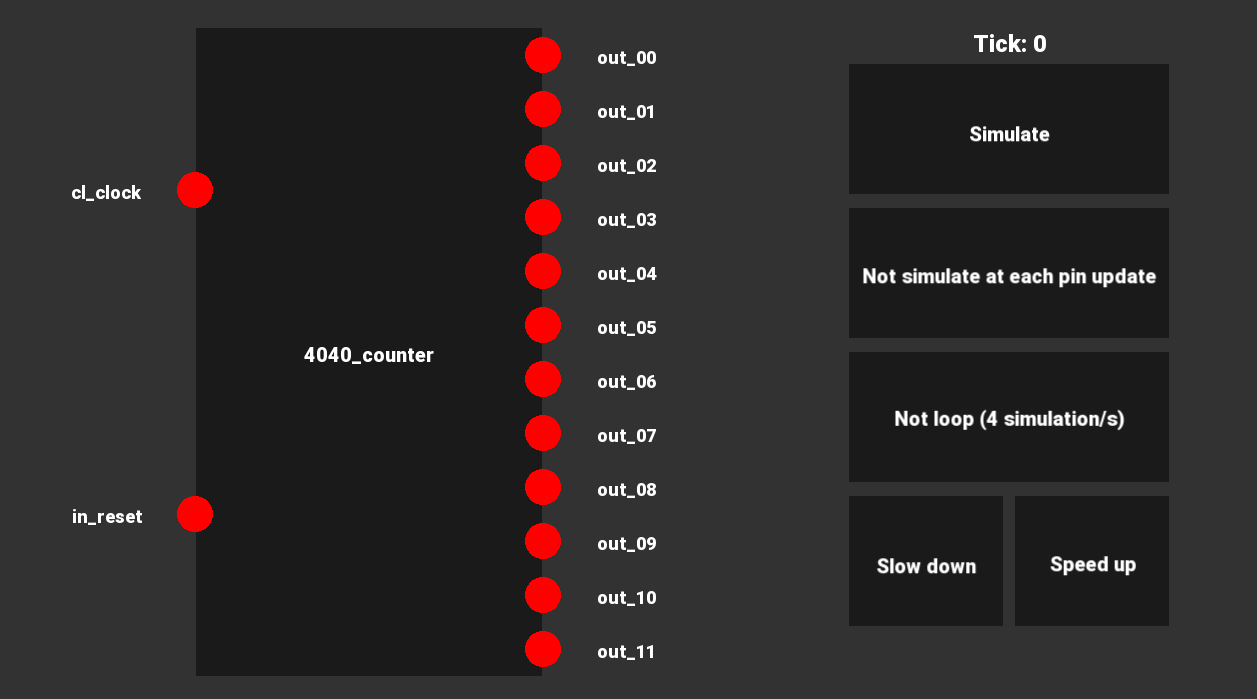 cl_clock
in_reset
4040_counter
out_00
out_01
out_02
out_03
out_04
out_05
out_06
out_07
out_08
out_09
out_10
out_11
Tick: 0
Simulate
Not simulate at each pin update
Not loop (4 simulation/s)
Slow down
Speed up